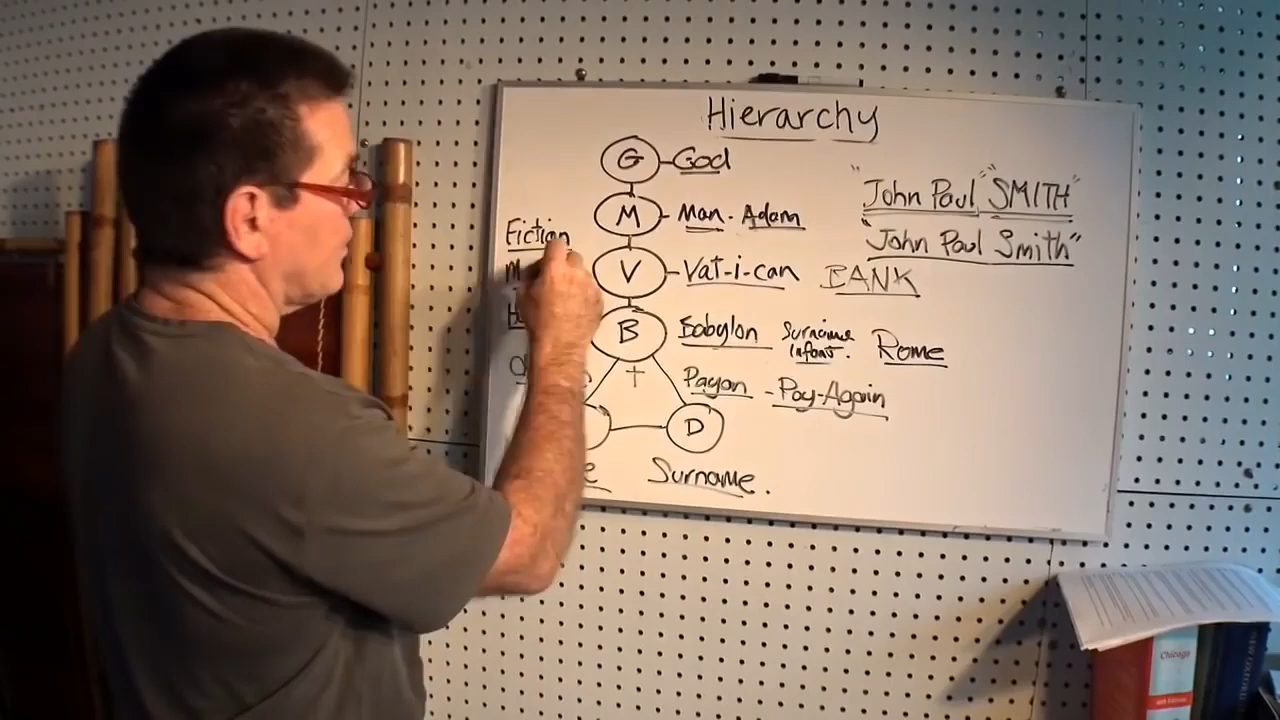 Hierarchy
G - God
M - Man - Adam
"John Paul" "SMITH"
"John Paul Smith"
Fiction
V - Vat-i-can BANK
B Babylon Surname Infant. Rome
Pagan - Pay-Again
D
Surname.
Chicago